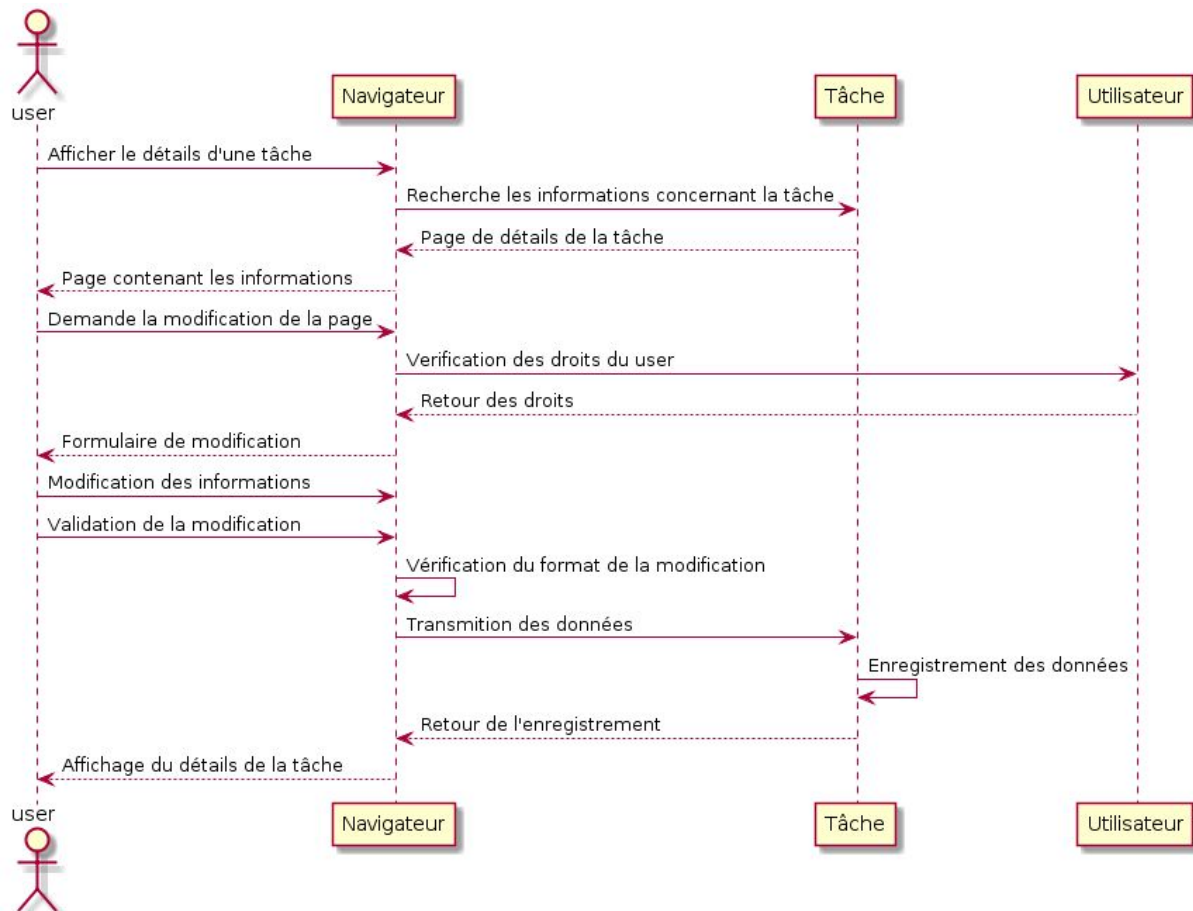 user
Navigateur
Tâche
Utilisateur
Afficher le détails d'une tâche
Recherche les informations concernant la tâche
Page de détails de la tâche
Page contenant les informations
Demande la modification de la page
Verification des droits du user
Retour des droits
Formulaire de modification
Modification des informations
Validation de la modification
Vérification du format de la modification
Transmition des données
Enregistrement des données
Retour de l'enregistrement
Affichage du détails de la tâche
user
Navigateur
Tâche
Utilisateur